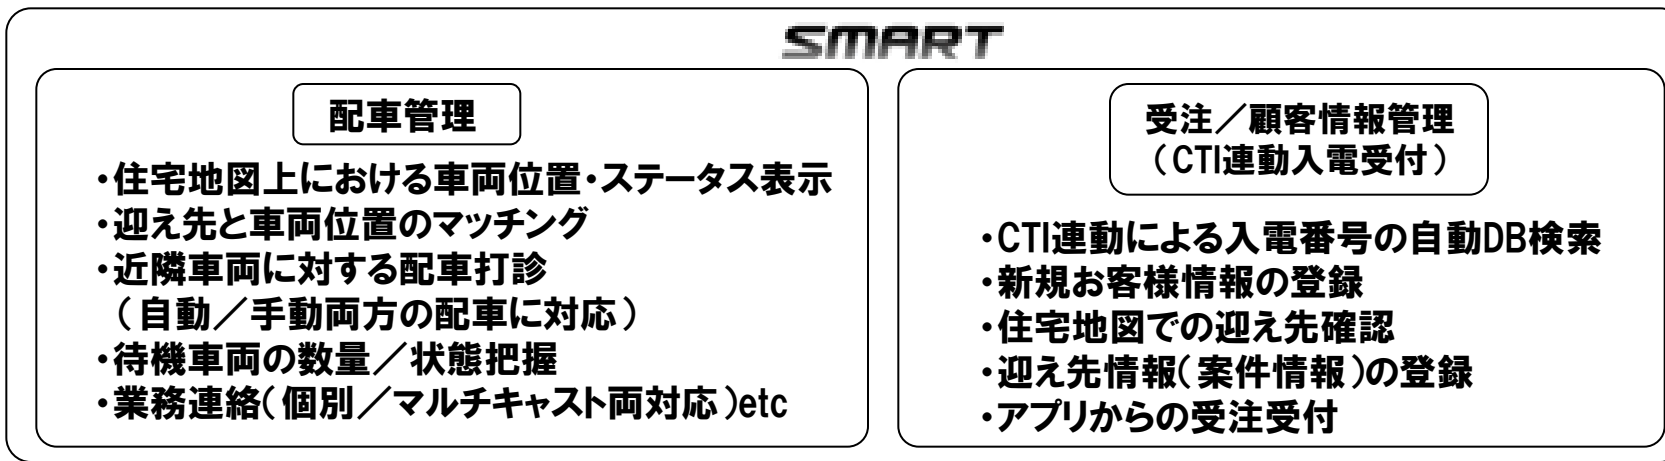 SMART
配車管理
・住宅地図上における車両位置・ステータス表示
・迎え先と車両位置のマッチング
・近隣車両に対する配車打診
（自動／手動両方の配車に対応）
・待機車両の数量／状態把握
・業務連絡（個別／マルチキャスト両対応）etc
受注／顧客情報管理
（CTI連動入電受付）
・CTI連動による入電番号の自動DB検索
・新規お客様情報の登録
・住宅地図での迎え先確認
・迎え先情報（案件情報）の登録
・アプリからの受注受付